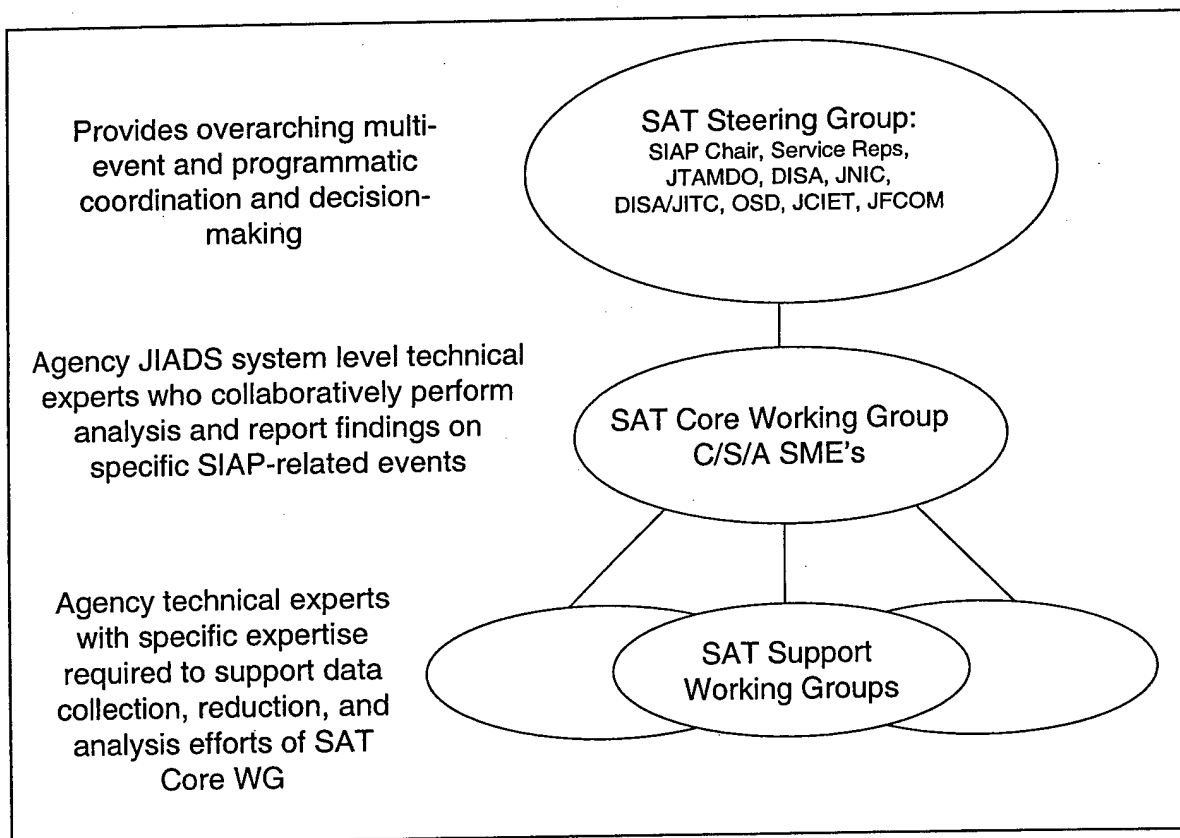 Provides overarching multi-
event and programmatic
coordination and decision-
making
SAT Steering Group:
SIAP Chair, Service Reps,
JTAMDO, DISA, JNIC,
DISA/JITC, OSD, JCIET, JFCOM
Agency JIADS system level technical
experts who collaboratively perform
analysis and report findings on
specific SIAP-related events
SAT Core Working Group
C/S/A SME's
Agency technical experts
with specific expertise
required to support data
collection, reduction, and
analysis efforts of SAT
Core WG
SAT Support
Working Groups